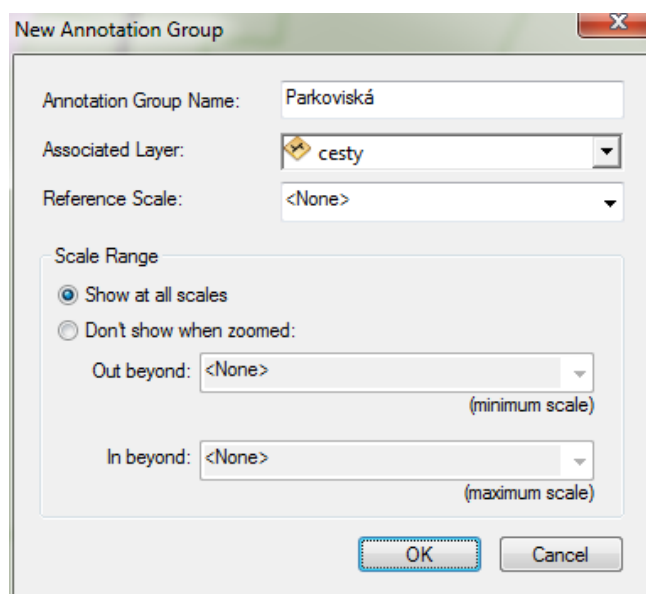 New Annotation Group
Annotation Group Name: Parkoviská
Associated Layer: cesty
Reference Scale: <None>
Scale Range
Show at all scales
Don't show when zoomed:
Out beyond: <None>
(minimum scale)
In beyond: <None>
(maximum scale)
OK Cancel